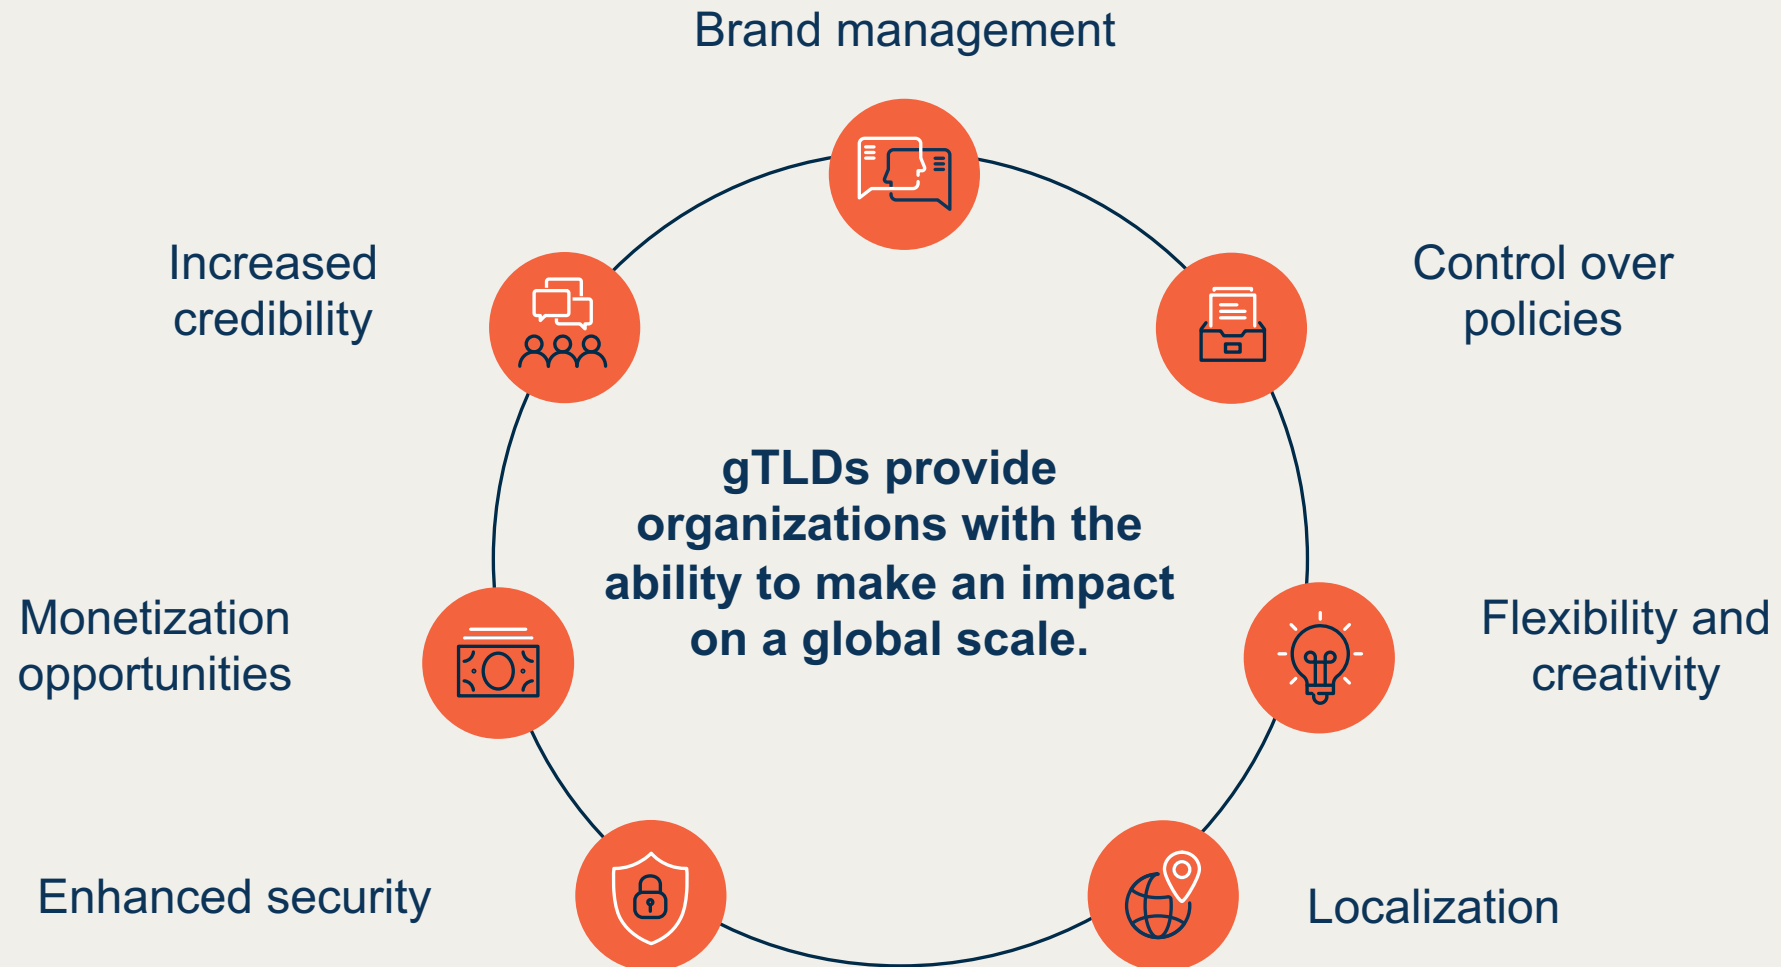 Brand management
Increased
credibility
Control over
policies
gTLDs provide
organizations with the
ability to make an impact
on a global scale.
Monetization
opportunities
Flexibility and
creativity
Enhanced security
Localization